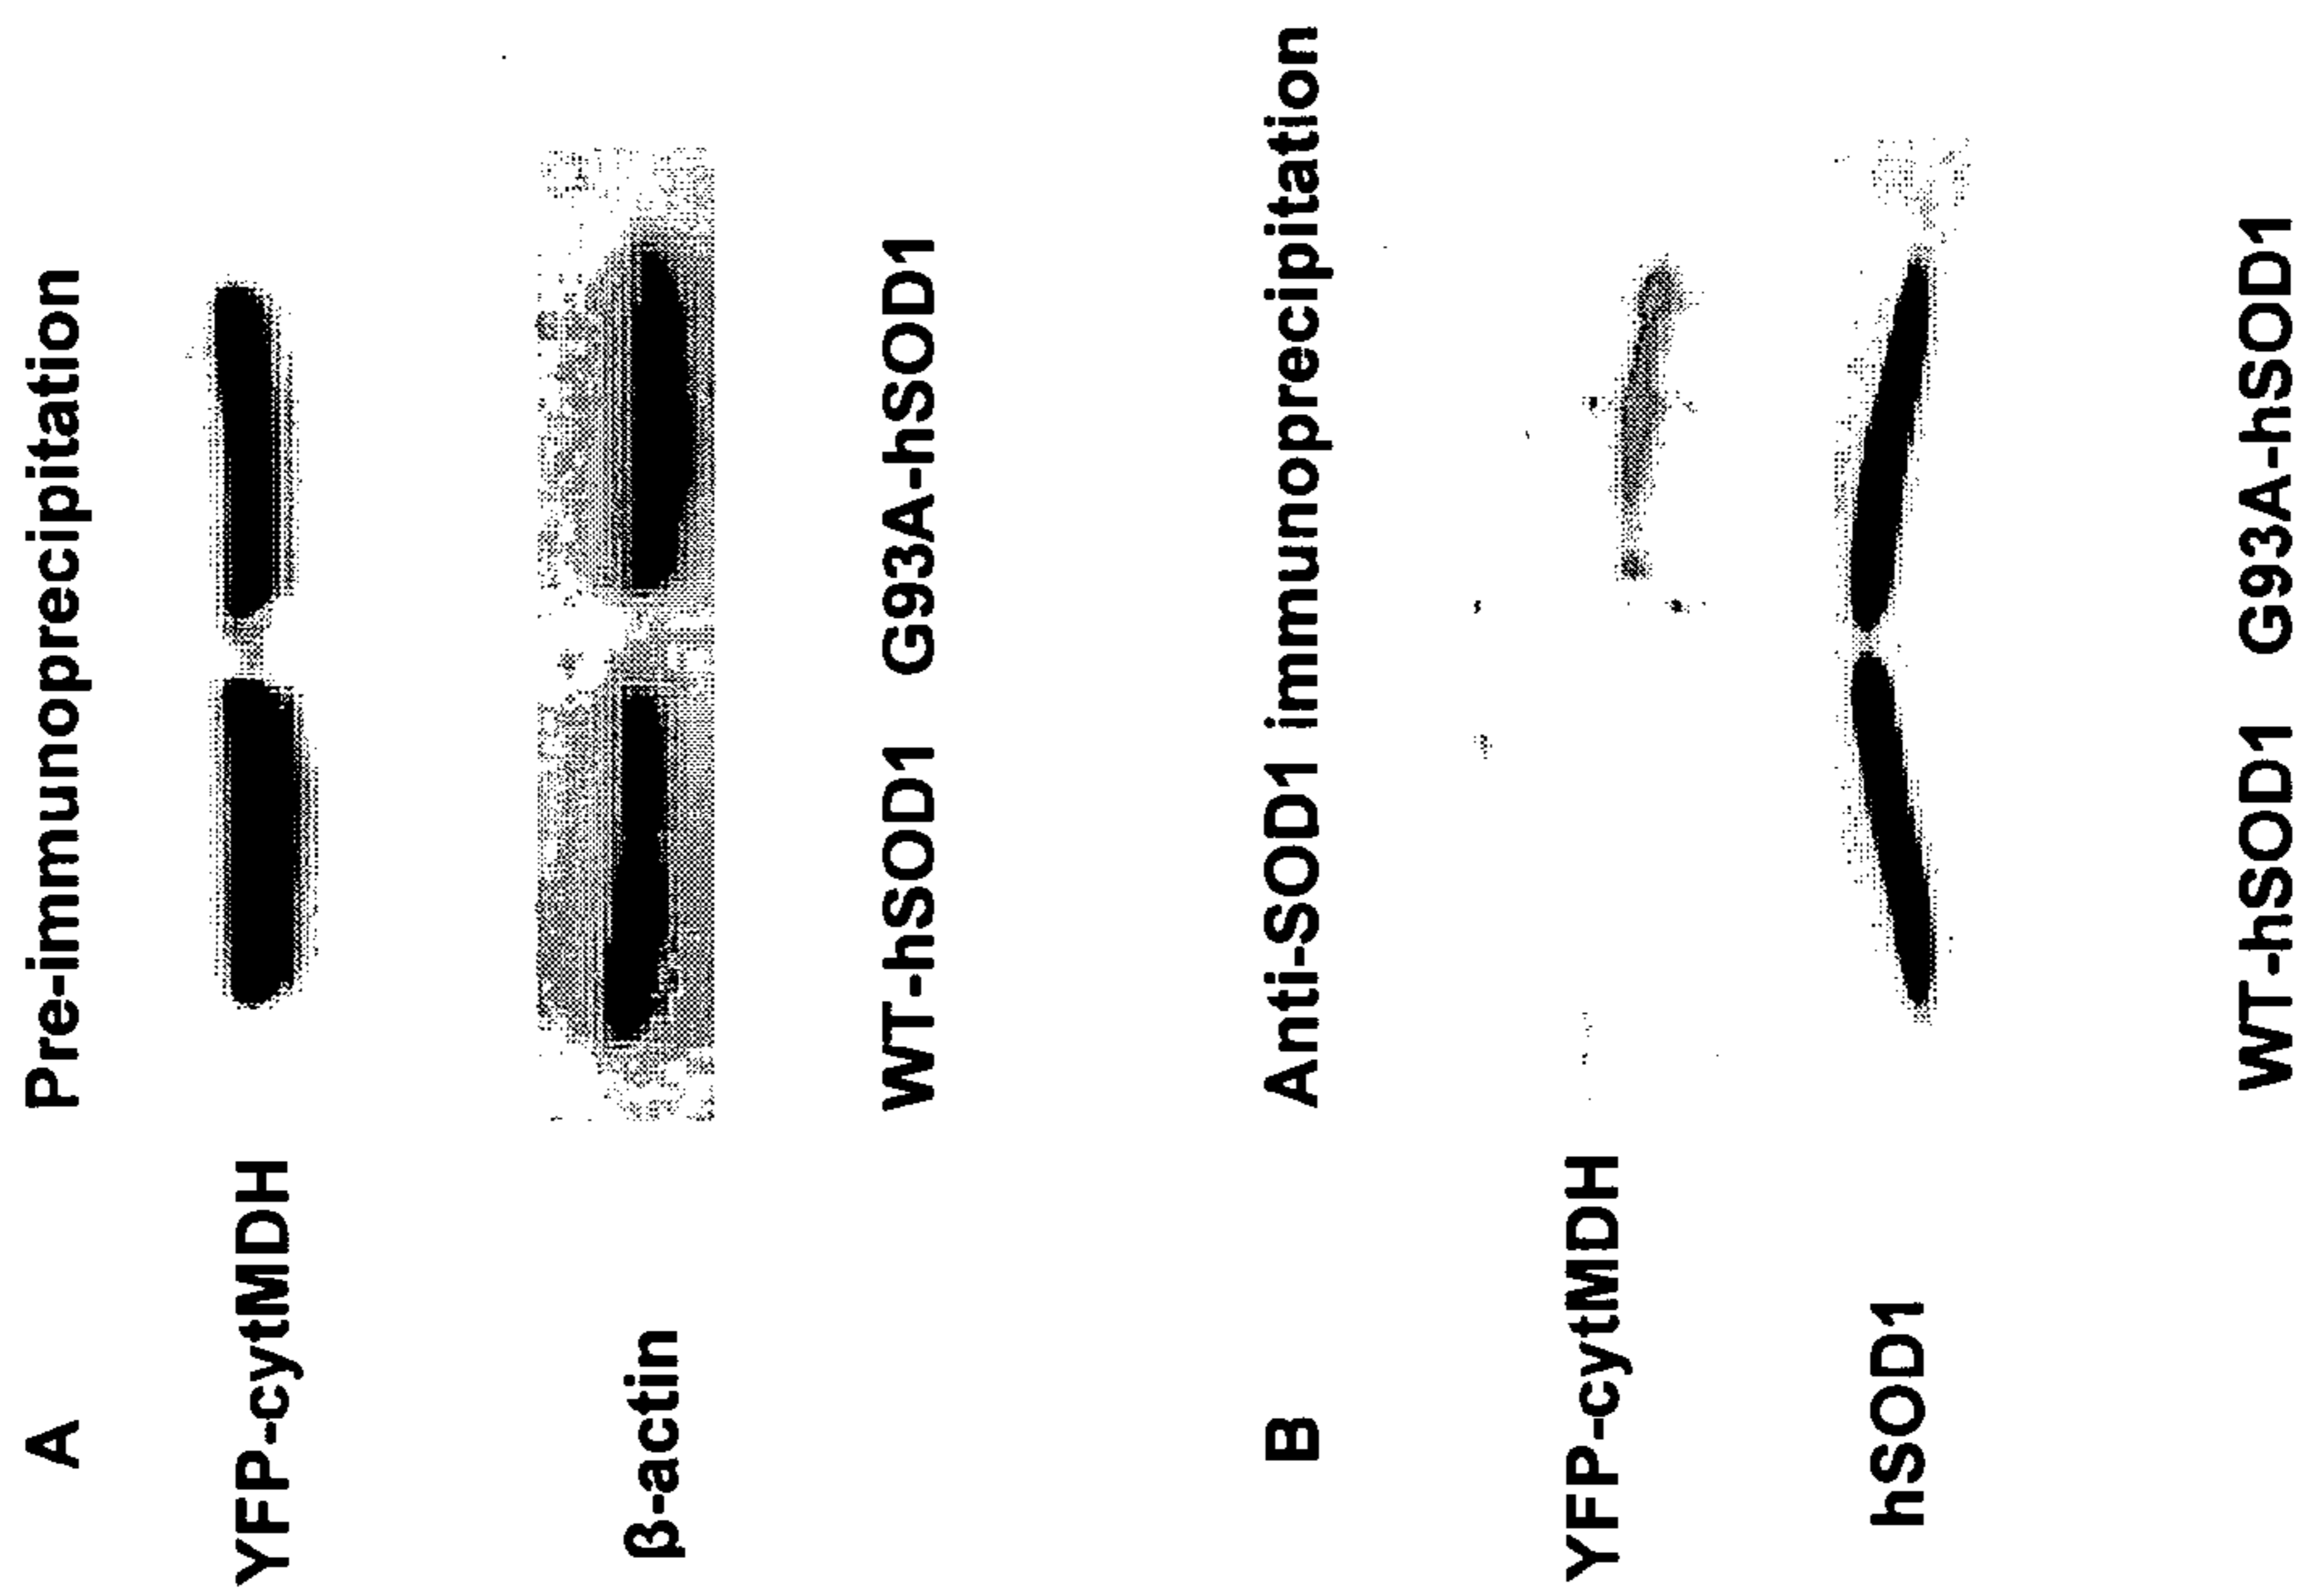 A Pre-immunoprecipitation
YFP-cytMDH
β-actin
WT-hSOD1 G93A-hSOD1
B Anti-SOD1 immunoprecipitation
YFP-cytMDH
hSOD1
WT-hSOD1 G93A-hSOD1